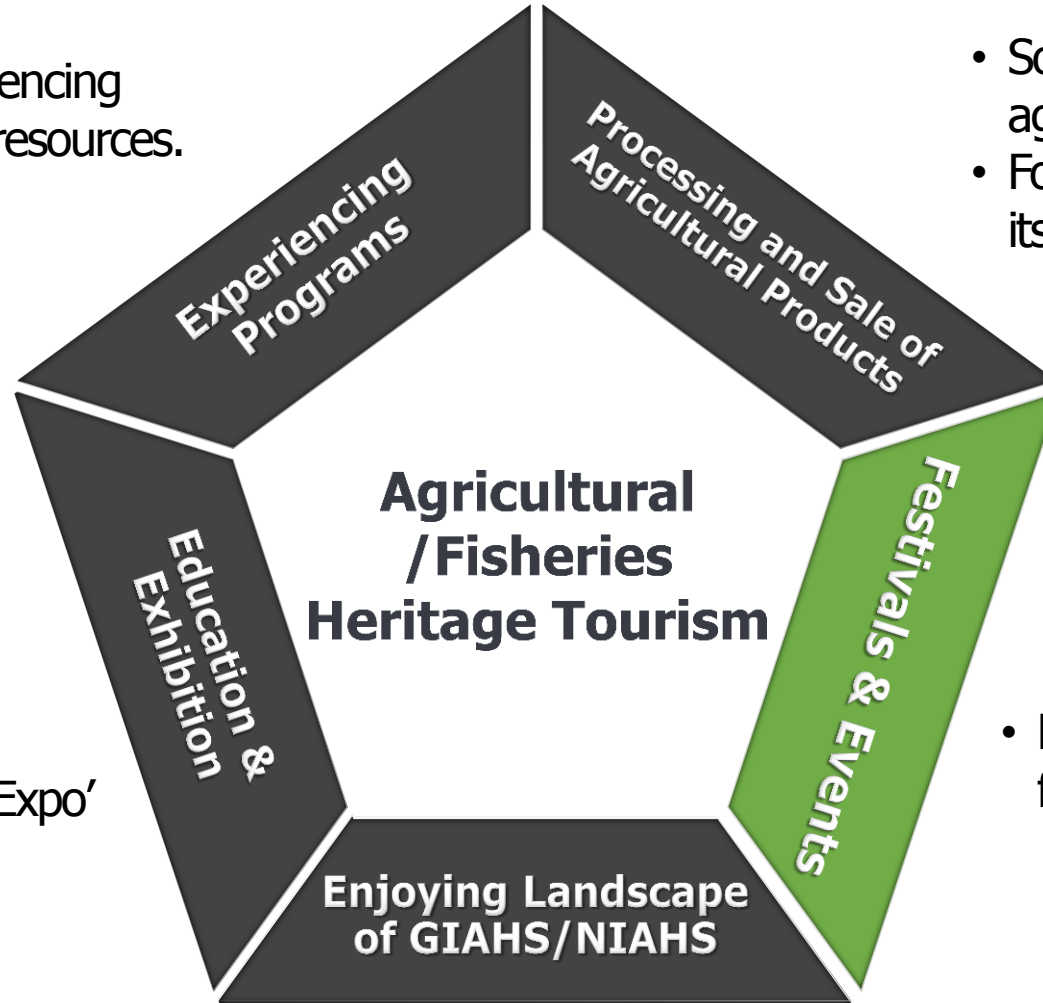 resources.
Experiencing
Programs
Processing and Sale of
Agricultural Products
Agricultural
/Fisheries
Heritage Tourism
Festivals & Events
Education &
Exhibition
Expo’
Enjoying Landscape
of GIAHS/NIAHS